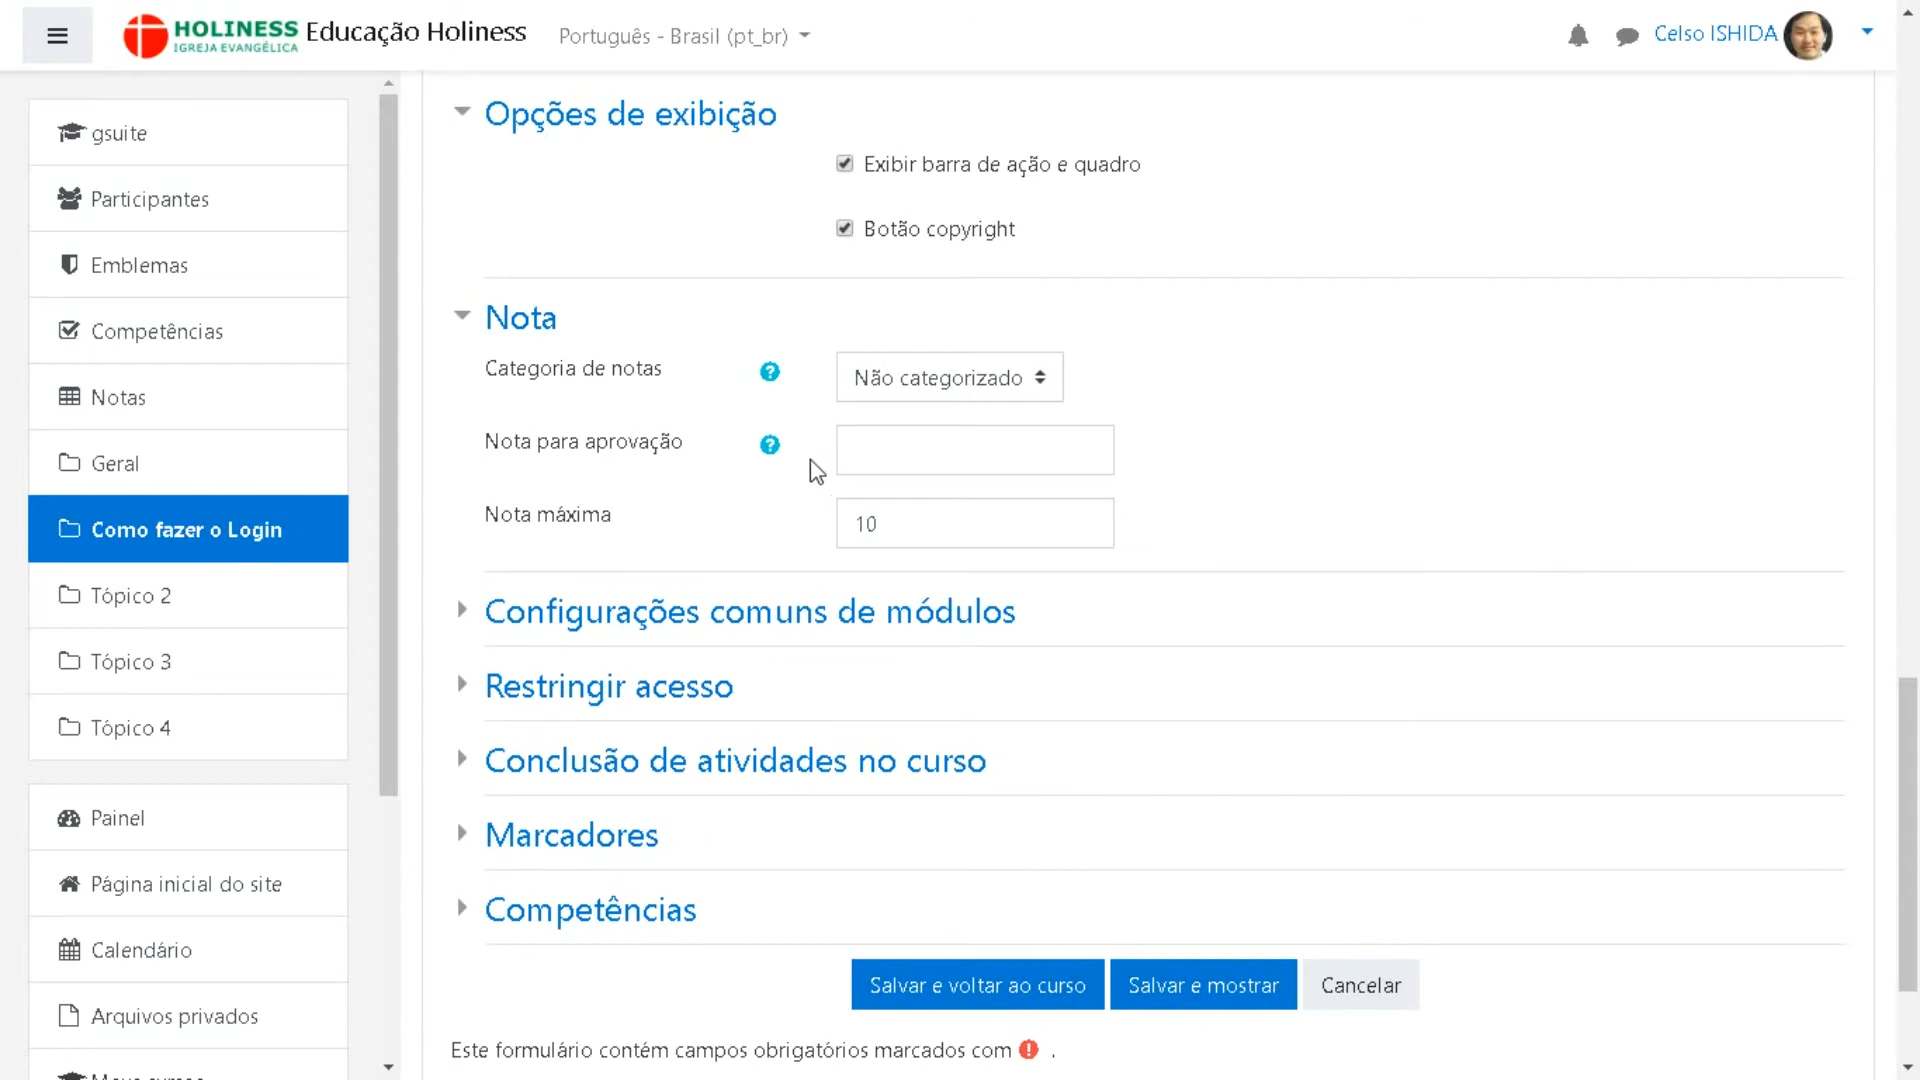 HOLINESS
IGREJA EVANGÉLICA
Educação Holiness
Português - Brasil (pt_br)
Celso ISHIDA
gsuite
Participantes
Emblemas
Competências
Notas
Geral
Como fazer o Login
Tópico 2
Tópico 3
Tópico 4
Painel
Página inicial do site
Calendário
Arquivos privados
Opções de exibição
Exibir barra de ação e quadro
Botão copyright
Nota
Categoria de notas
Não categorizado
Nota para aprovação
Nota máxima
10
Configurações comuns de módulos
Restringir acesso
Conclusão de atividades no curso
Marcadores
Competências
Salvar e voltar ao curso
Salvar e mostrar
Cancelar
Este formulário contém campos obrigatórios marcados com .